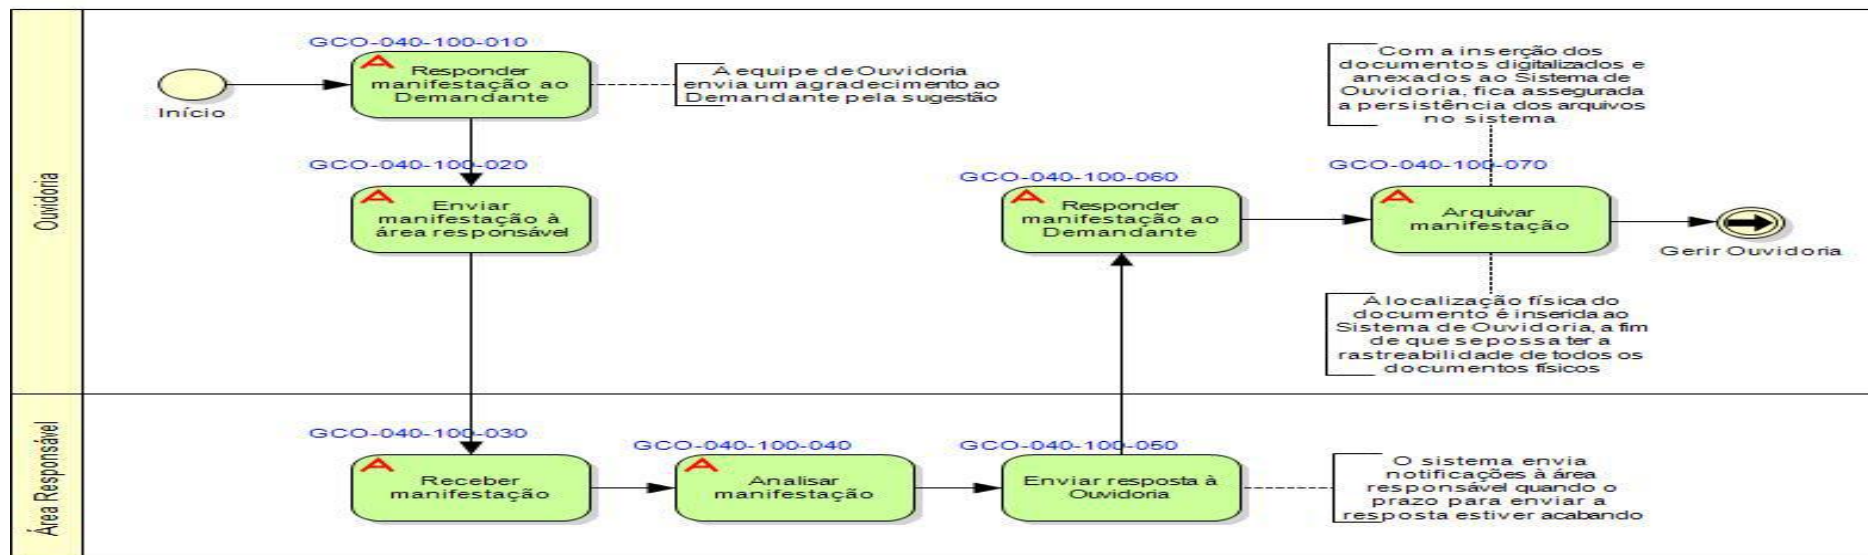 Ouvidoria
GCO-040-100-010
A
Responder
manifestação ao
Demandante
Início
A equipe de Ouvidoria
envia um agradecimento ao
Demandante pela sugestão
GCO-040-100-020
A
Enviar
manifestação à
área responsável
GCO-040-100-060
A
Responder
manifestação ao
Demandante
Com a inserção dos
documentos digitalizados e
anexados ao Sistema de
Ouvidoria, fica assegurada
a persistência dos arquivos
no sistema
GCO-040-100-070
A
Arquivar
manifestação
Gerir Ouvidoria
A localização física do
documento é inserida ao
Sistema de Ouvidoria, a fim
de que se possa ter a
rastreabilidade de todos os
documentos físicos
Área Responsável
GCO-040-100-030
A
Receber
manifestação
GCO-040-100-040
A
Analisar
manifestação
GCO-040-100-050
Enviar resposta à
Ouvidoria
O sistema envia
notificações à área
responsável quando o
prazo para enviar a
resposta estiver acabando